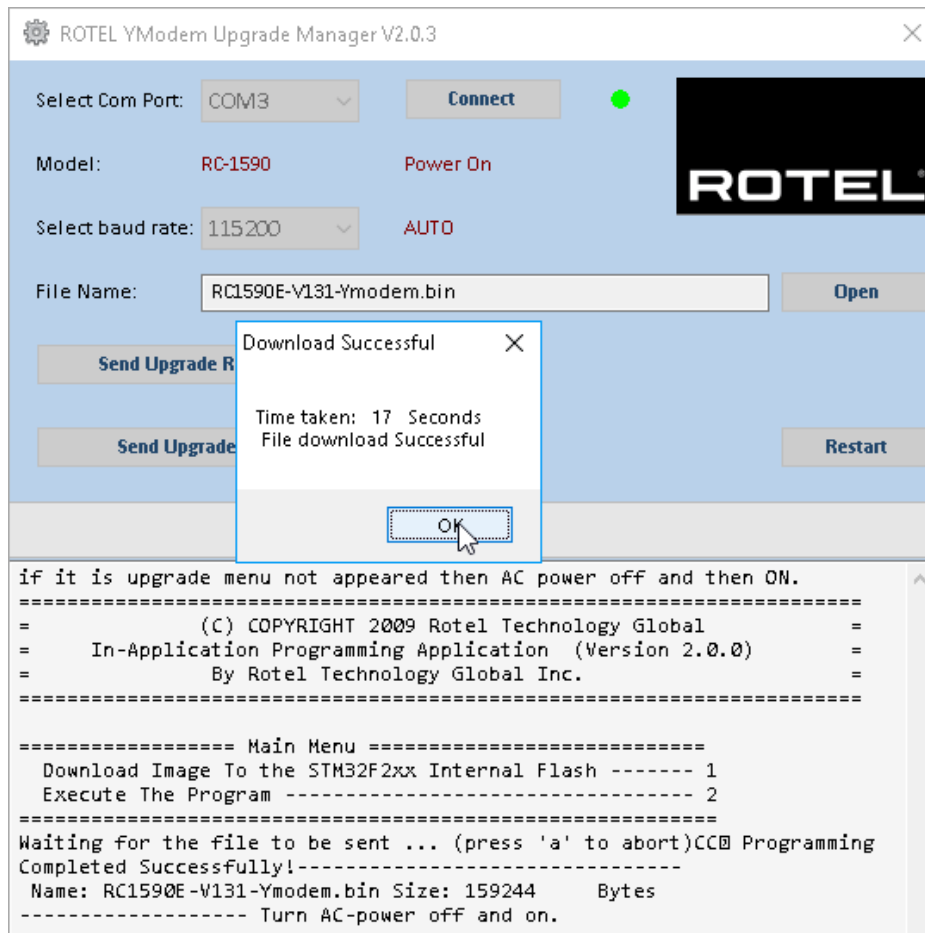 ROTEL YModem Upgrade Manager V2.0.3
Select Com Port: COM3 Connect
Model: RC-1590 Power On
ROTEL
Select baud rate: 115200 AUTO
File Name: RC1590E-V131-Ymodem.bin Open
Download Successful
Send Upgrade R
Time taken: 17 Seconds
File download Successful
Send Upgrade Restart
OK
if it is upgrade menu not appeared then AC power off and then ON.
======================================================================
= (C) COPYRIGHT 2009 Rotel Technology Global =
= In-Application Programming Application (Version 2.0.0) =
= By Rotel Technology Global Inc. =
======================================================================
================== Main Menu ============================
Download Image To the STM32F2xx Internal Flash ------- 1
Execute The Program ---------------------------------- 2
==========================================================
Waiting for the file to be sent ... (press 'a' to abort)CC Programming
Completed Successfully!--------------------------------
Name: RC1590E-V131-Ymodem.bin Size: 159244 Bytes
------------------- Turn AC-power off and on.